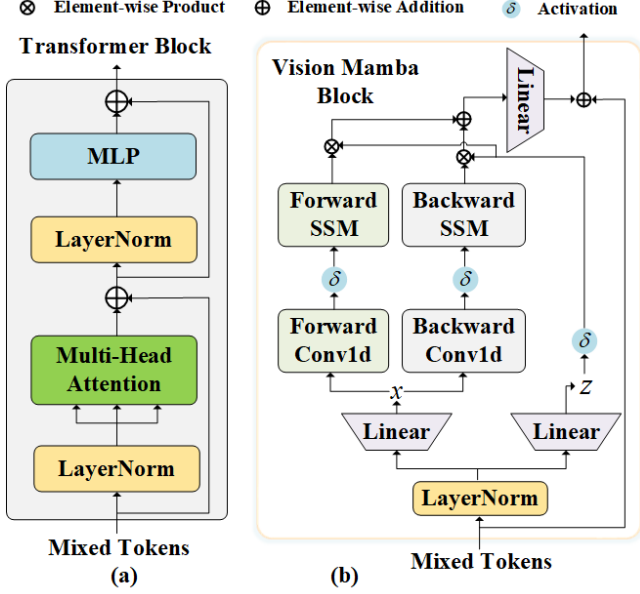 ⊗ Element-wise Product ⊕ Element-wise Addition δ Activation
Transformer Block
MLP
LayerNorm
Multi-Head
Attention
LayerNorm
Mixed Tokens
(a)
Vision Mamba
Block
Linear
Forward
SSM
Backward
SSM
δ
δ
Forward
Conv1d
Backward
Conv1d
δ
x
z
Linear
Linear
LayerNorm
Mixed Tokens
(b)